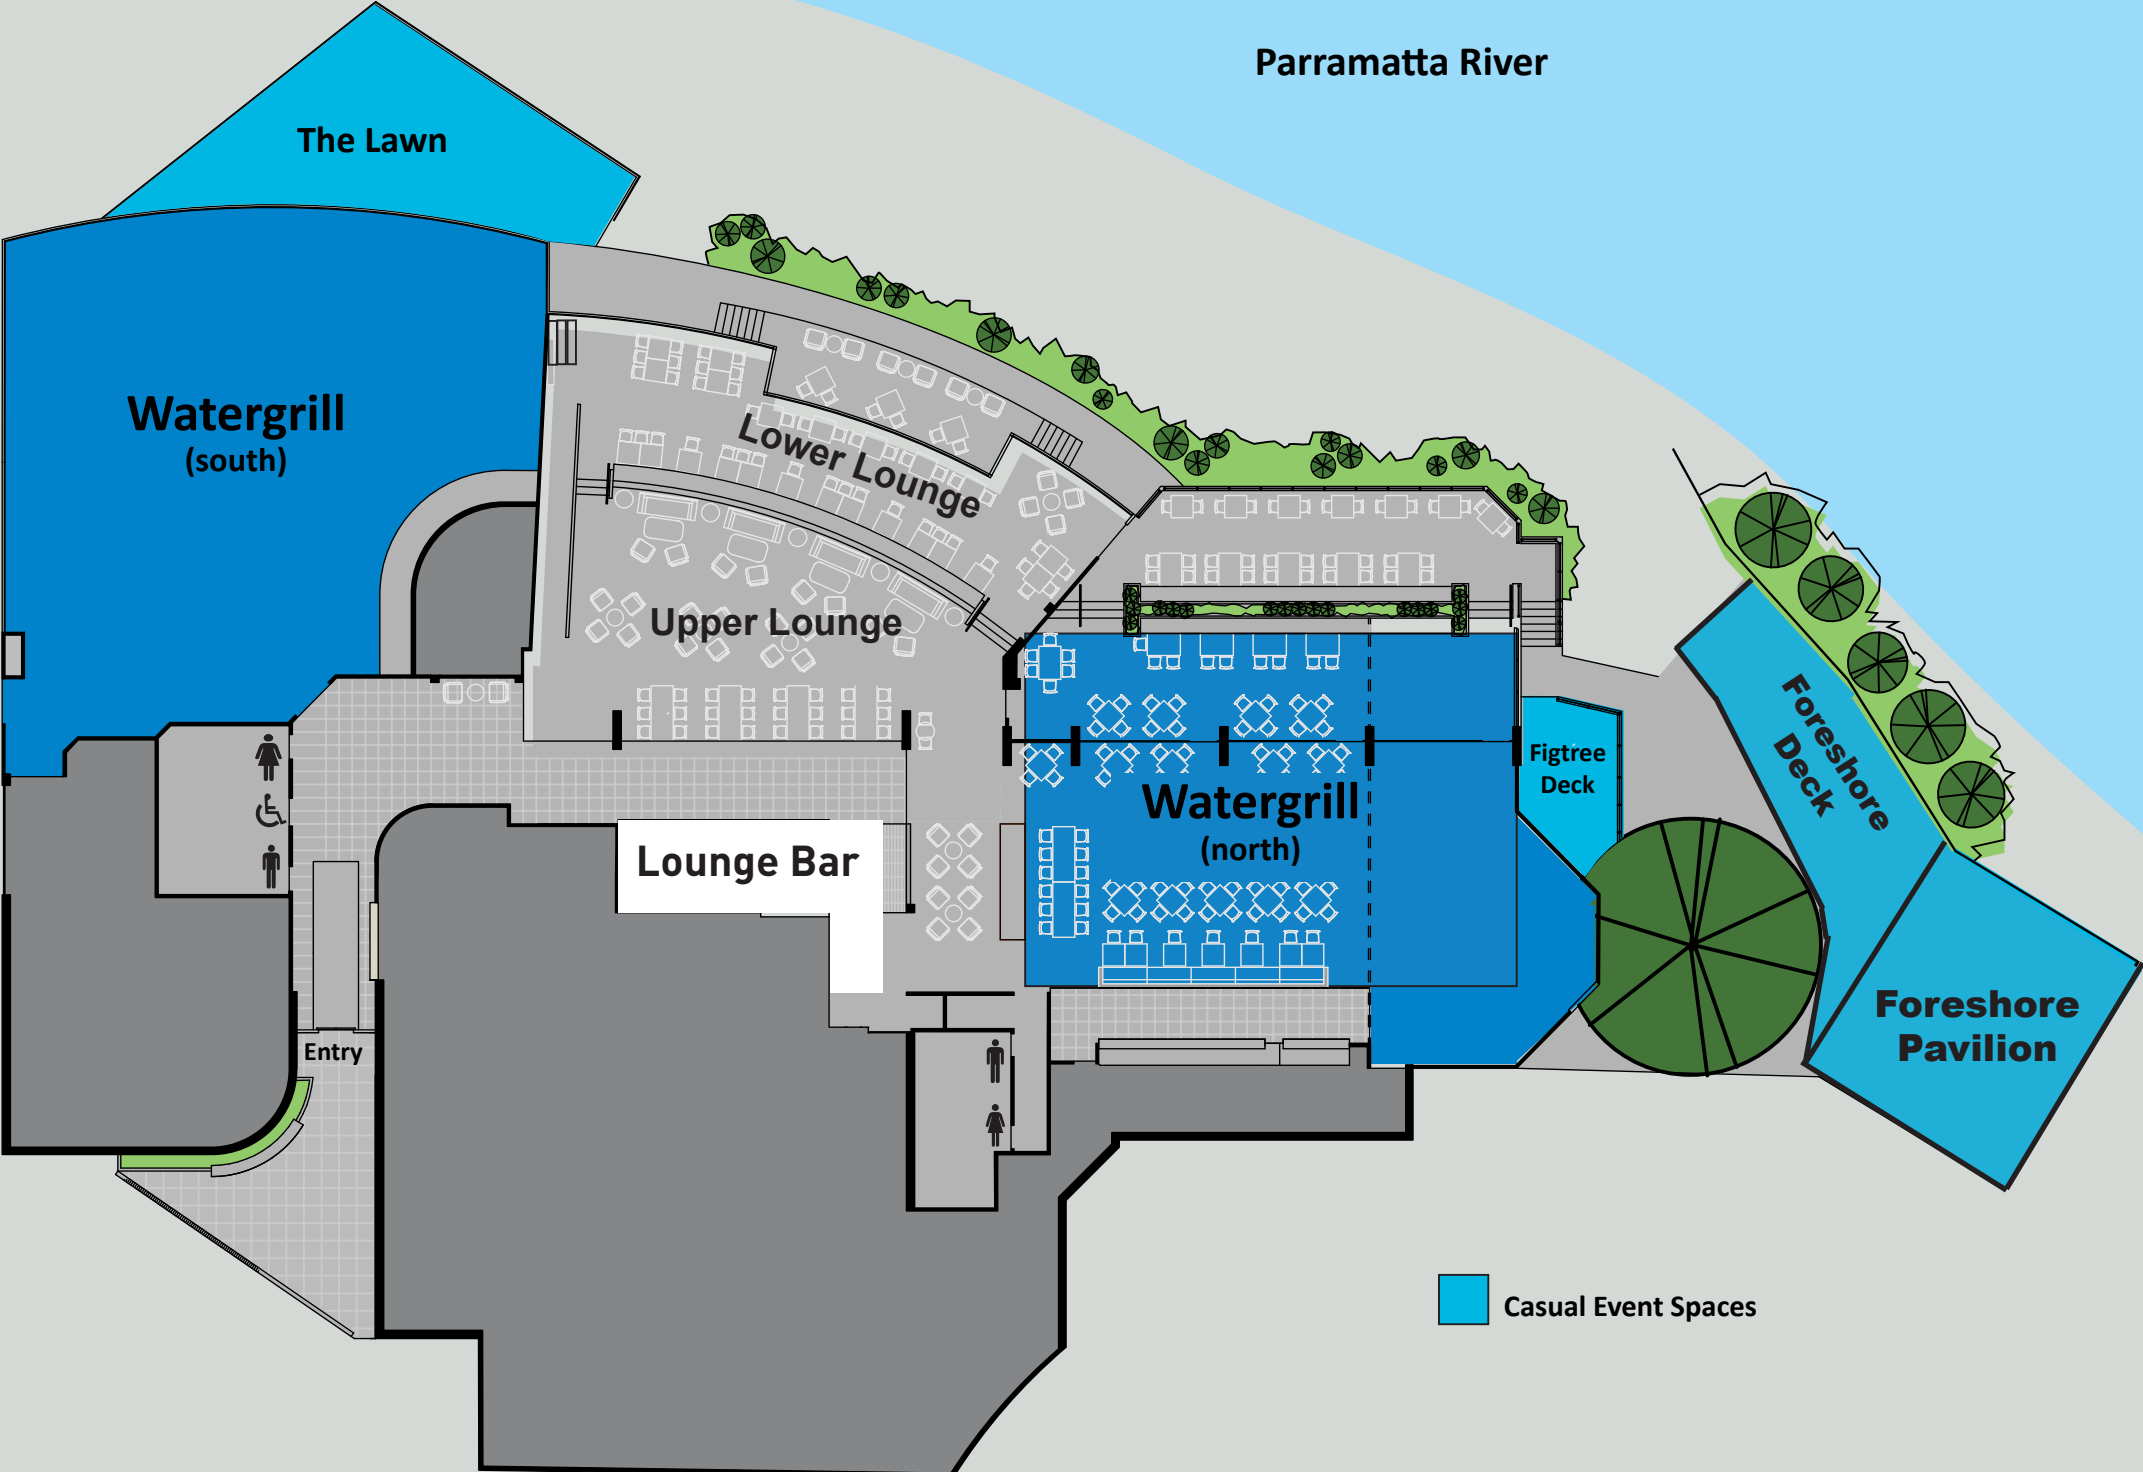 Parramatta River
The Lawn
Watergrill
(south)
Lower Lounge
Upper Lounge
Foreshore
Deck
Figtree
Deck
Watergrill
(north)
Lounge Bar
Foreshore
Pavilion
Entry
Casual Event Spaces